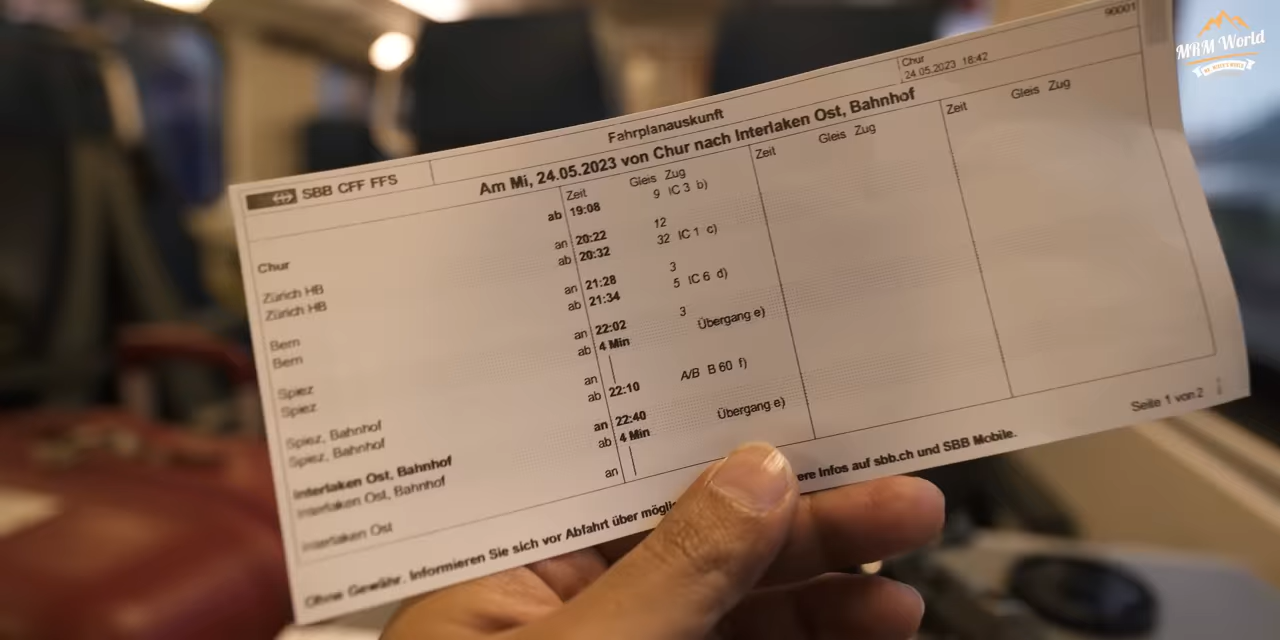 MRM World
90001
Chur
24.05.2023 18:42
Fahrplanauskunft
SBB CFF FFS
Am Mi, 24.05.2023 von Chur nach Interlaken Ost, Bahnhof
Zeit Gleis Zug Zeit Gleis Zug Zeit Gleis Zug
Chur ab 19:08 9 IC 3 b)
Zürich HB an 20:22 12
Zürich HB ab 20:32 32 IC 1 c)
Bern an 21:28 3
Bern ab 21:34 5 IC 6 d)
Spiez an 22:02 3
Spiez ab 4 Min Übergang e)
Spiez, Bahnhof an
Spiez, Bahnhof ab 22:10 A/B B 60 f)
Interlaken Ost, Bahnhof an 22:40
Interlaken Ost, Bahnhof ab 4 Min Übergang e)
Interlaken Ost an
Seite 1 von 2
Ohne Gewähr. Informieren Sie sich vor Abfahrt über mögli ere Infos auf sbb.ch und SBB Mobile.